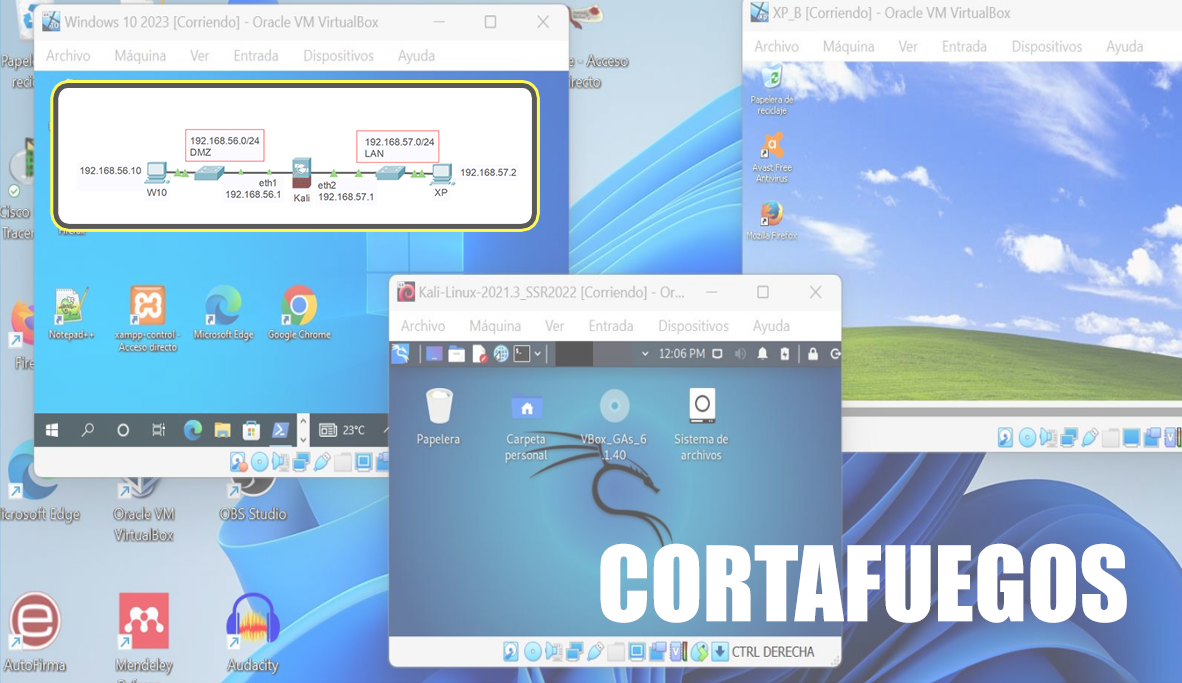 Windows 10 2023 [Corriendo] - Oracle VM VirtualBox
Archivo Máquina Ver Entrada Dispositivos Ayuda
192.168.56.0/24
DMZ
192.168.57.0/24
LAN
192.168.56.10
W10
eth1
192.168.56.1
Kali
eth2
192.168.57.1
XP
192.168.57.2
Notepad++
xampp-control -
Acceso directo
Microsoft Edge
Google Chrome
23°C
XP_B [Corriendo] - Oracle VM VirtualBox
Archivo Máquina Ver Entrada Dispositivos Ayuda
Papelera de
reciclaje
Avast Free
Antivirus
Mozilla Firefox
- Acceso
Cisco
Tracer
Kali-Linux-2021.3_SSR2022 [Corriendo] - Or...
Archivo Máquina Ver Entrada Dispositivos Ayuda
12:06 PM
Papelera
Carpeta
personal
VBox_GAs_6
.1.40
Sistema de
archivos
CORTAFUEGOS
CTRL DERECHA
icrosoft Edge
Oracle VM
VirtualBox
OBS Studio
AutoFirma
Mendeley
Audacity